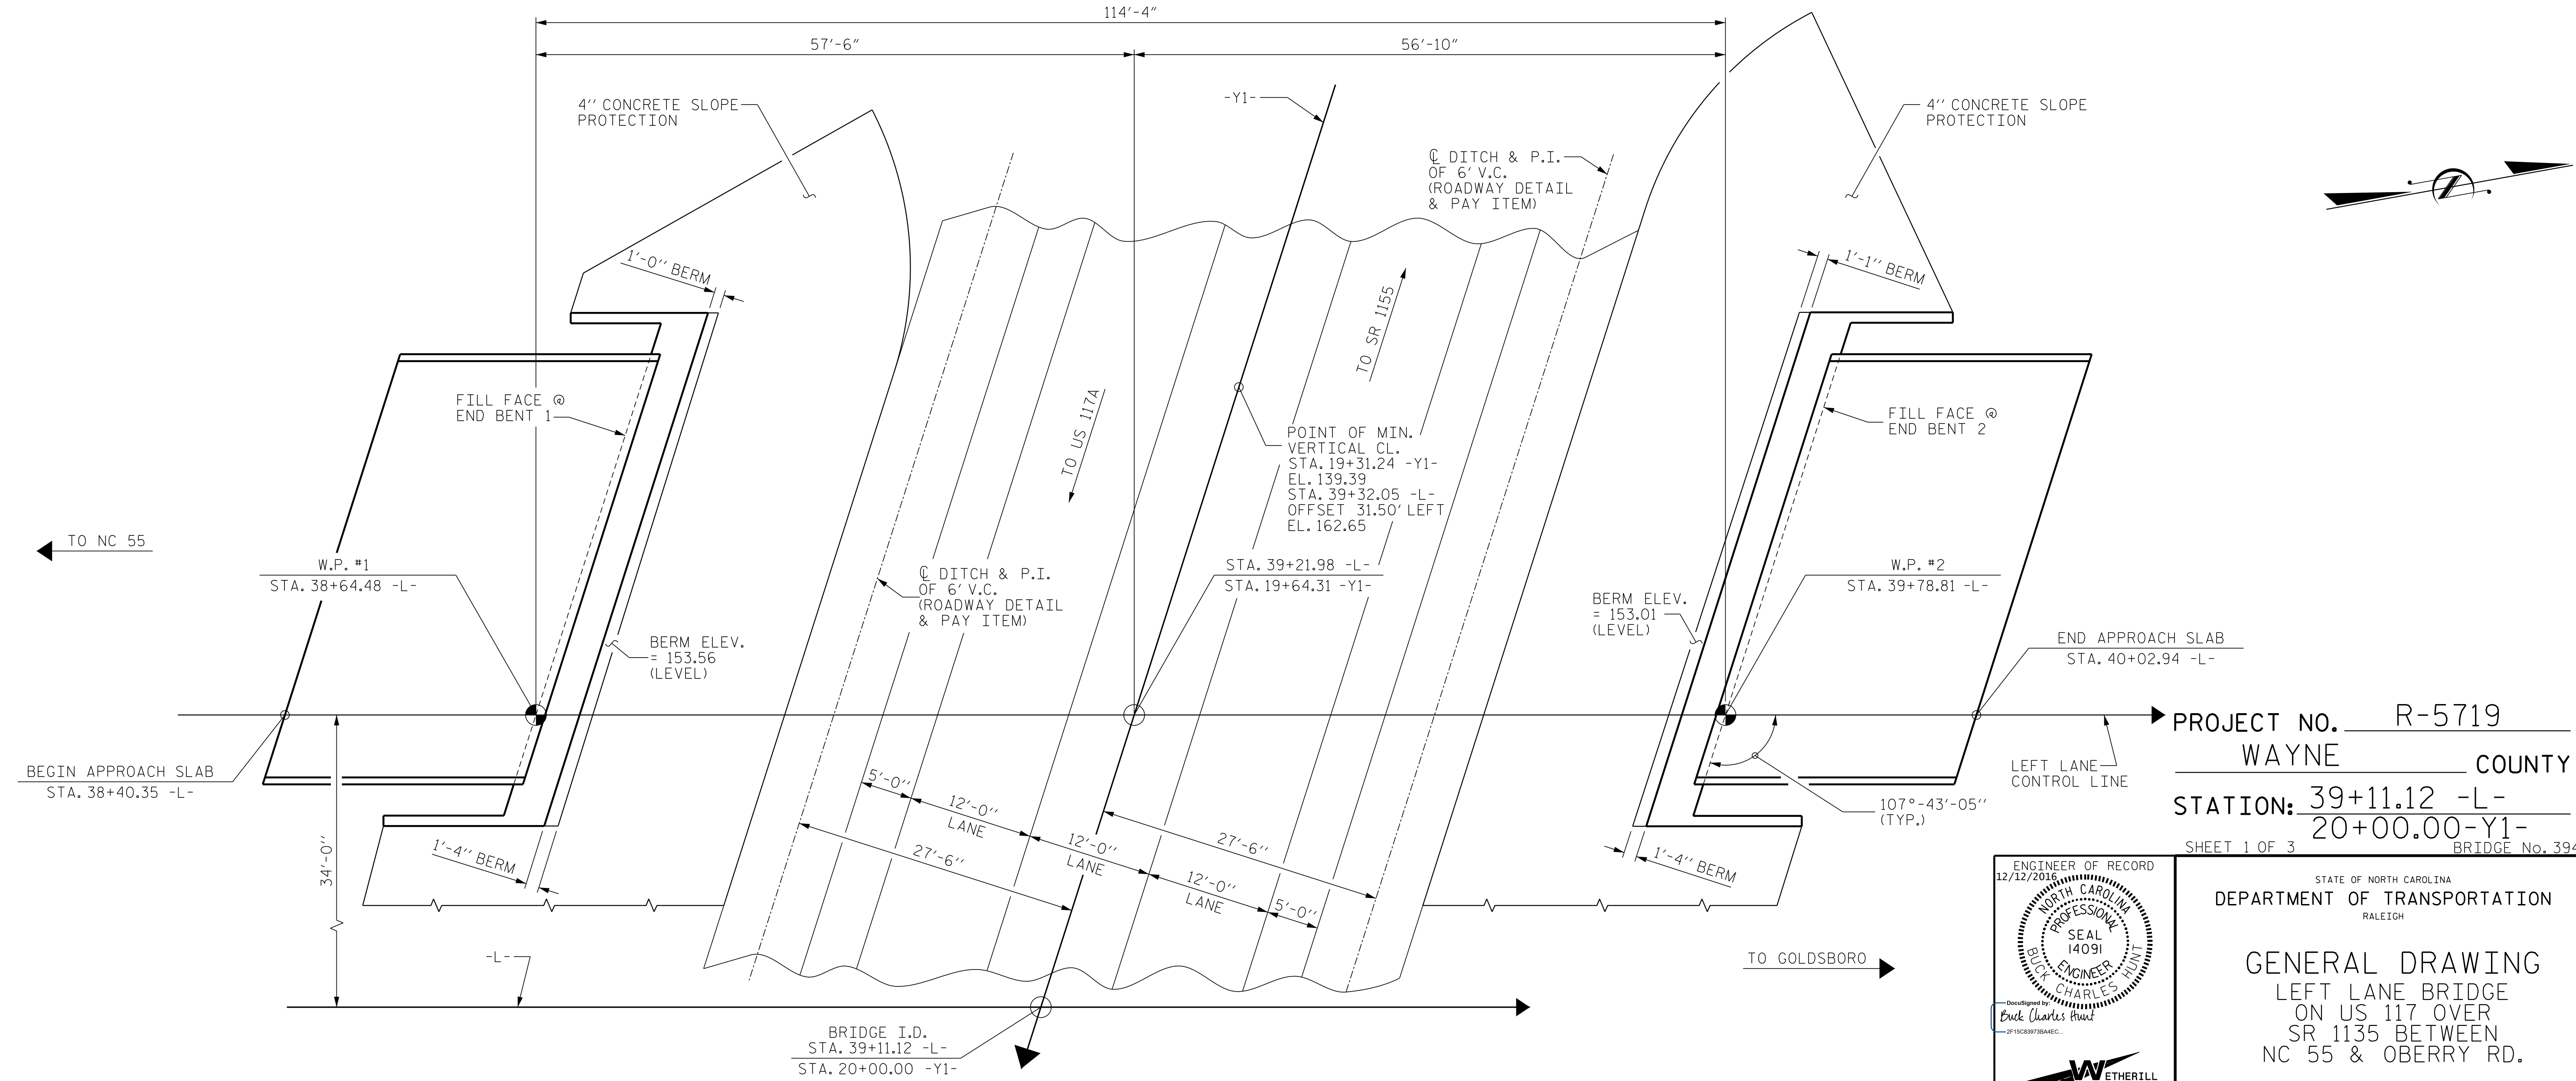 114'-4"
57'-6"
56'-10"
4'' CONCRETE SLOPE
PROTECTION
-Y1-
℄ DITCH & P.I.
OF 6' V.C.
(ROADWAY DETAIL
& PAY ITEM)
4'' CONCRETE SLOPE
PROTECTION
1'-0'' BERM
1'-1'' BERM
TO SR 1155
TO US 117A
FILL FACE @
END BENT 1
POINT OF MIN.
VERTICAL CL.
STA. 19+31.24 -Y1-
EL. 139.39
STA. 39+32.05 -L-
OFFSET 31.50' LEFT
EL. 162.65
FILL FACE @
END BENT 2
TO NC 55
W.P. #1
STA. 38+64.48 -L-
℄ DITCH & P.I.
OF 6' V.C.
(ROADWAY DETAIL
& PAY ITEM)
STA. 39+21.98 -L-
STA. 19+64.31 -Y1-
W.P. #2
STA. 39+78.81 -L-
BERM ELEV.
= 153.01
(LEVEL)
BERM ELEV.
= 153.56
(LEVEL)
END APPROACH SLAB
STA. 40+02.94 -L-
BEGIN APPROACH SLAB
STA. 38+40.35 -L-
LEFT LANE
CONTROL LINE
107°-43'-05''
(TYP.)
34'-0''
1'-4'' BERM
5'-0''
12'-0''
LANE
12'-0''
LANE
12'-0''
LANE
5'-0''
27'-6''
27'-6''
1'-4'' BERM
-L-
TO GOLDSBORO
BRIDGE I.D.
STA. 39+11.12 -L-
STA. 20+00.00 -Y1-
PROJECT NO. R-5719
WAYNE COUNTY
STATION: 39+11.12 -L-
20+00.00-Y1-
SHEET 1 OF 3 BRIDGE No. 394
ENGINEER OF RECORD
12/12/2016
NORTH CAROLINA
PROFESSIONAL
SEAL
14091
ENGINEER
BUCK CHARLES HUNT
DocuSigned by:
Buck Charles Hunt
2F15C83973BA4EC...
WETHERILL
STATE OF NORTH CAROLINA
DEPARTMENT OF TRANSPORTATION
RALEIGH
GENERAL DRAWING
LEFT LANE BRIDGE
ON US 117 OVER
SR 1135 BETWEEN
NC 55 & OBERRY RD.